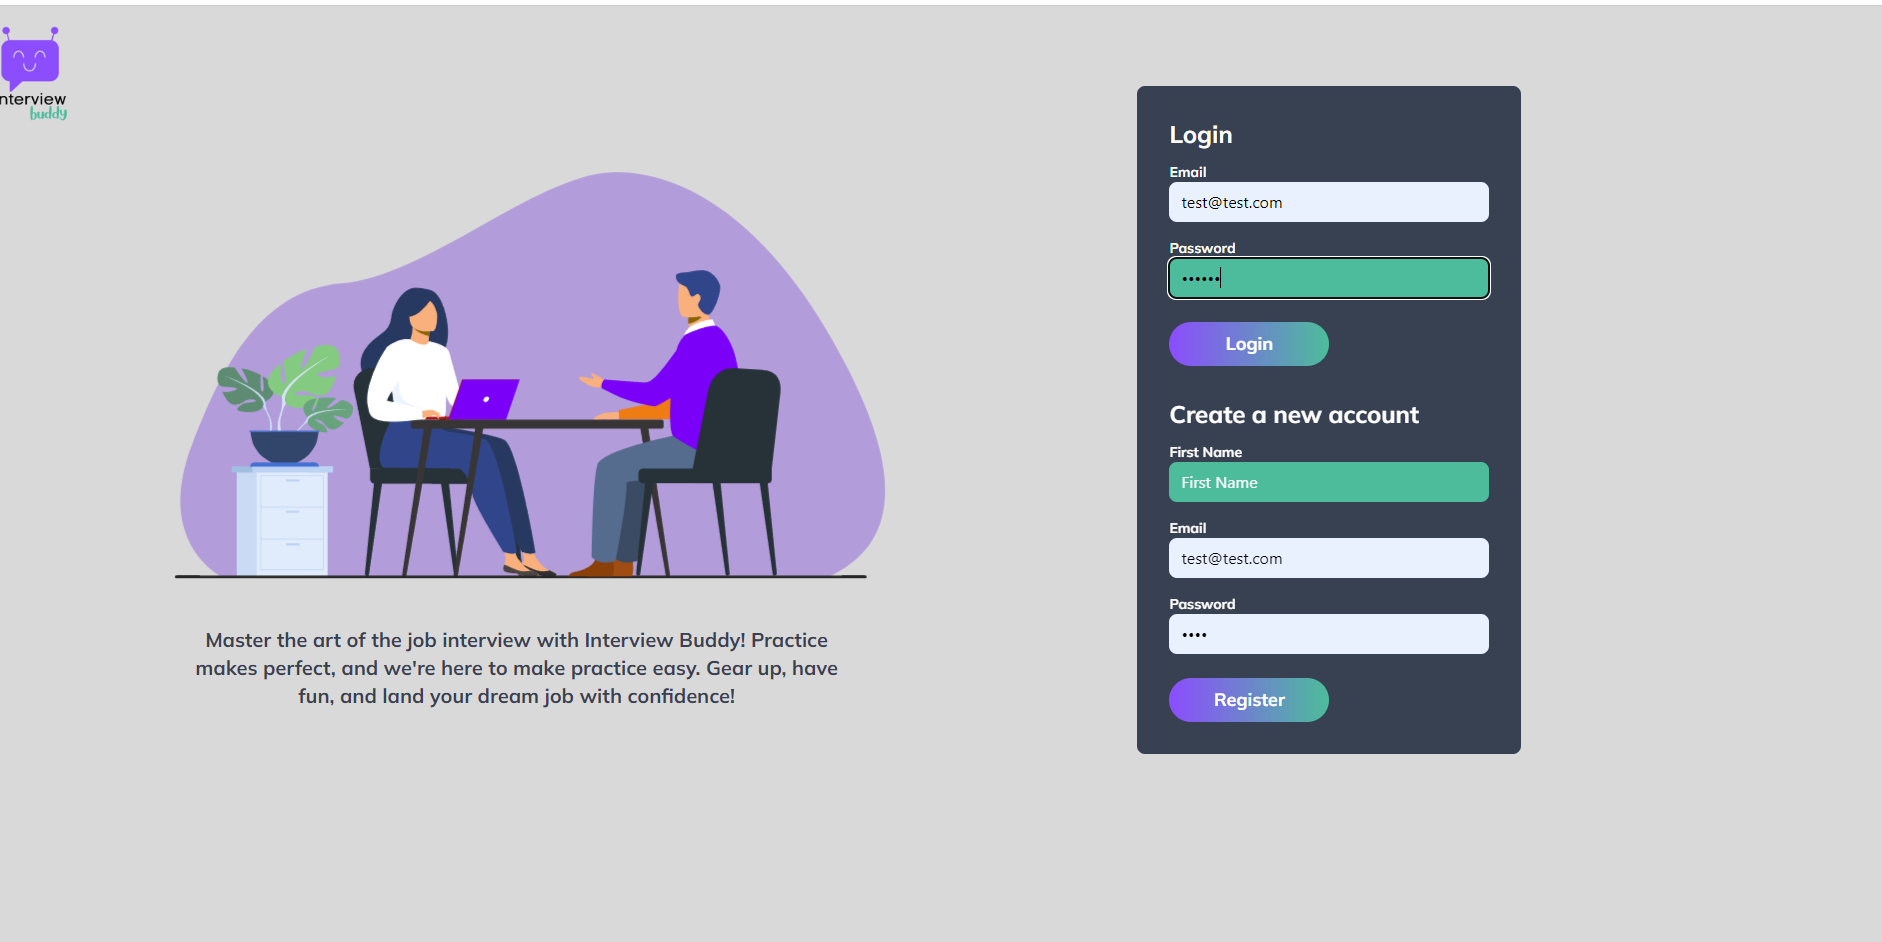 nterview
buddy
Master the art of the job interview with Interview Buddy! Practice
makes perfect, and we're here to make practice easy. Gear up, have
fun, and land your dream job with confidence!
Login
Email
test@test.com
Password
••••••
Login
Create a new account
First Name
First Name
Email
test@test.com
Password
••••
Register